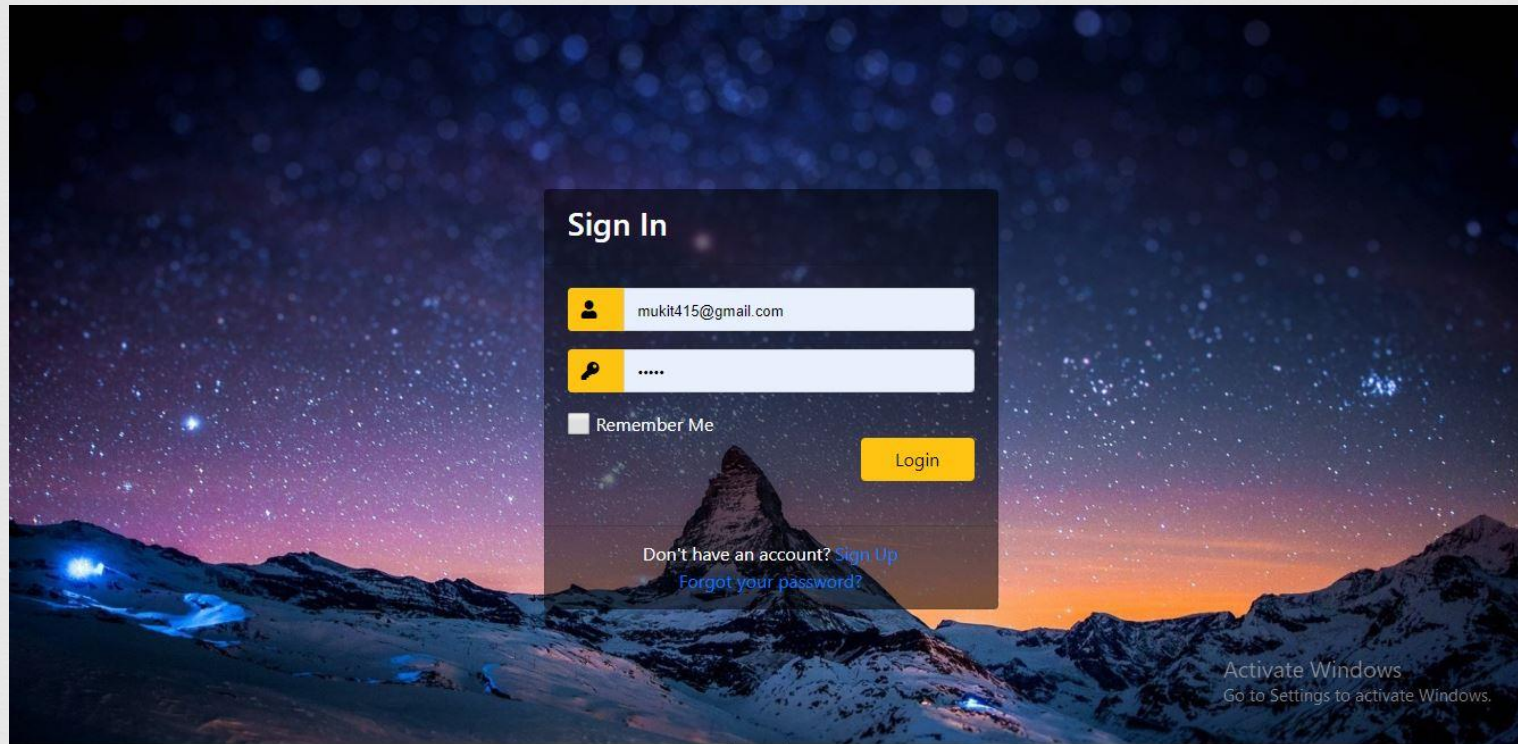 Sign In
mukit415@gmail.com
•••••
Remember Me
Login
Don't have an account? Sign Up
Forgot your password?
Activate Windows
Go to Settings to activate Windows.